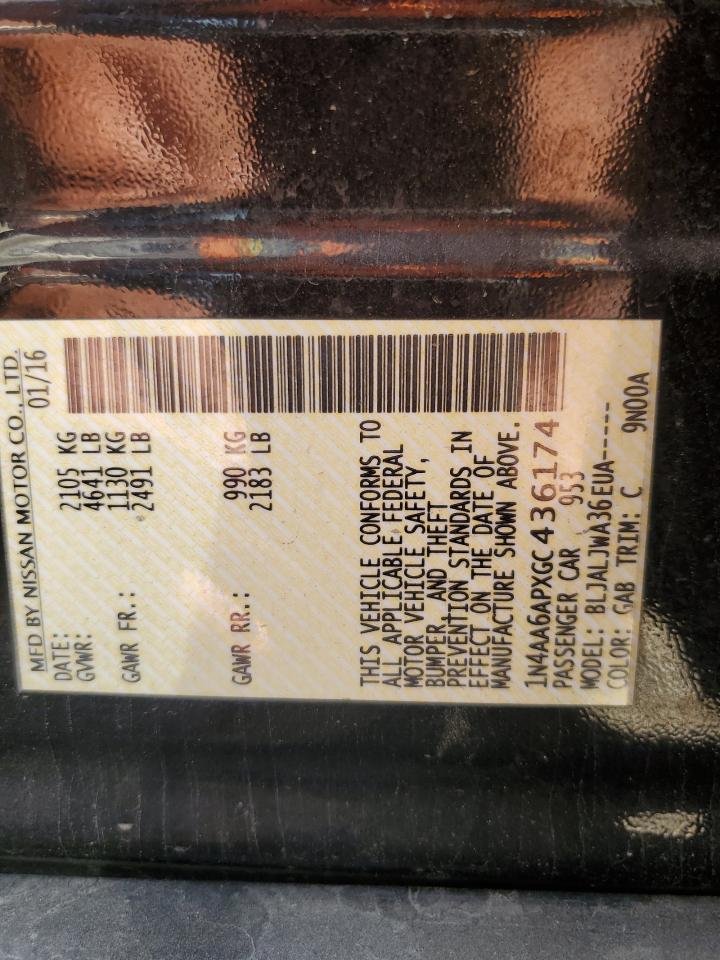 MFD BY NISSAN MOTOR CO., LTD.
DATE: 01/16
GVWR: 2105 KG
4641 LB
GAWR FR.: 1130 KG
2491 LB
GAWR RR.: 990 KG
2183 LB
THIS VEHICLE CONFORMS TO
ALL APPLICABLE FEDERAL
MOTOR VEHICLE SAFETY,
BUMPER, AND THEFT
PREVENTION STANDARDS IN
EFFECT ON THE DATE OF
MANUFACTURE SHOWN ABOVE.
1N4AA6APXGC436174
PASSENGER CAR 953
MODEL: BLJALJWA36EUA-----
COLOR: GAB TRIM: C 9N00A